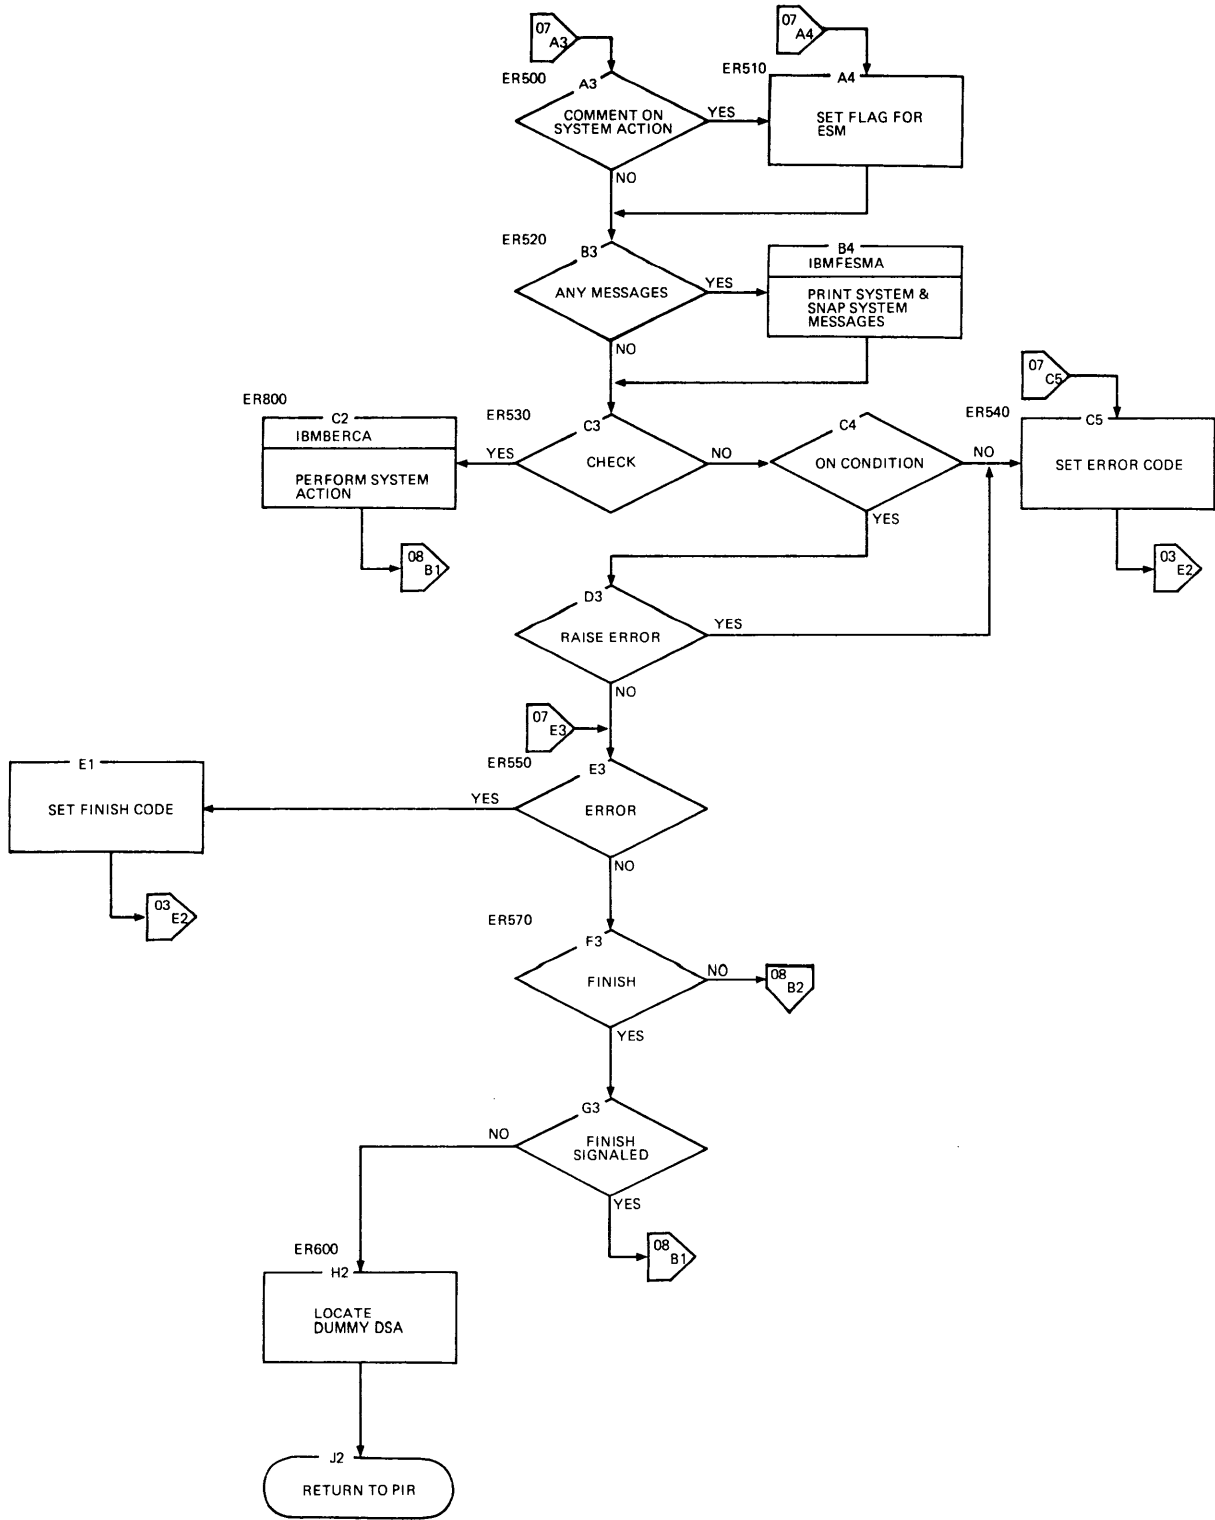 07
A3
07
A4
ER500
A3
COMMENT ON
SYSTEM ACTION
YES
NO
ER510
A4
SET FLAG FOR
ESM
ER520
B3
ANY MESSAGES
YES
NO
B4
IBMFESMA
PRINT SYSTEM &
SNAP SYSTEM
MESSAGES
07
C5
ER800
C2
IBMBERCA
PERFORM SYSTEM
ACTION
08
B1
ER530
C3
CHECK
YES
NO
C4
ON CONDITION
NO
YES
ER540
C5
SET ERROR CODE
03
E2
D3
RAISE ERROR
YES
NO
07
E3
ER550
E3
ERROR
YES
NO
E1
SET FINISH CODE
03
E2
ER570
F3
FINISH
NO
08
B2
YES
G3
FINISH
SIGNALED
NO
YES
08
B1
ER600
H2
LOCATE
DUMMY DSA
J2
RETURN TO PIR